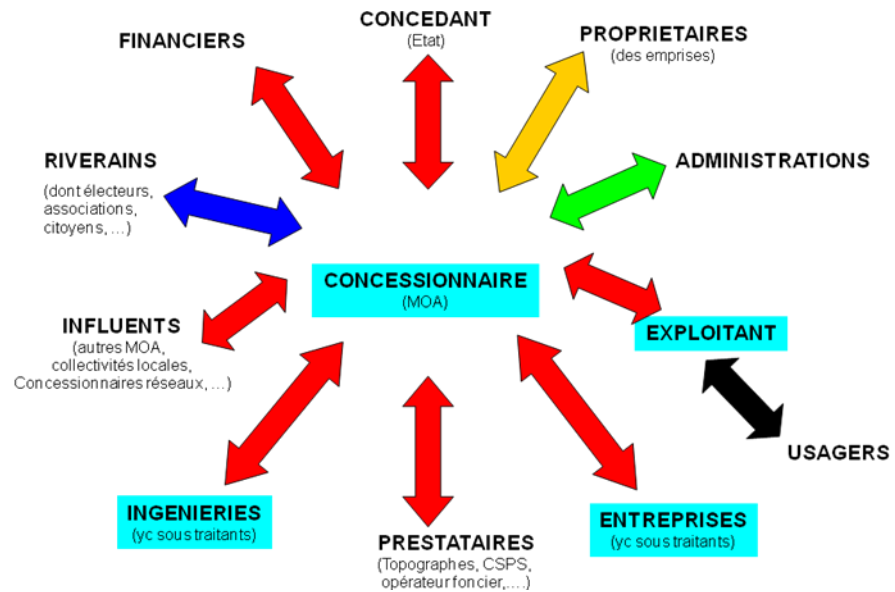 FINANCIERS
CONCEDANT
(Etat)
PROPRIETAIRES
(des emprises)
RIVERAINS
(dont électeurs,
associations,
citoyens, ...)
ADMINISTRATIONS
CONCESSIONNAIRE
(MOA)
INFLUENTS
(autres MOA,
collectivités locales,
Concessionnaires réseaux, ...)
EXPLOITANT
USAGERS
INGENIERIES
(yc sous traitants)
PRESTATAIRES
(Topographes, CSPS,
opérateur foncier,....)
ENTREPRISES
(yc sous traitants)